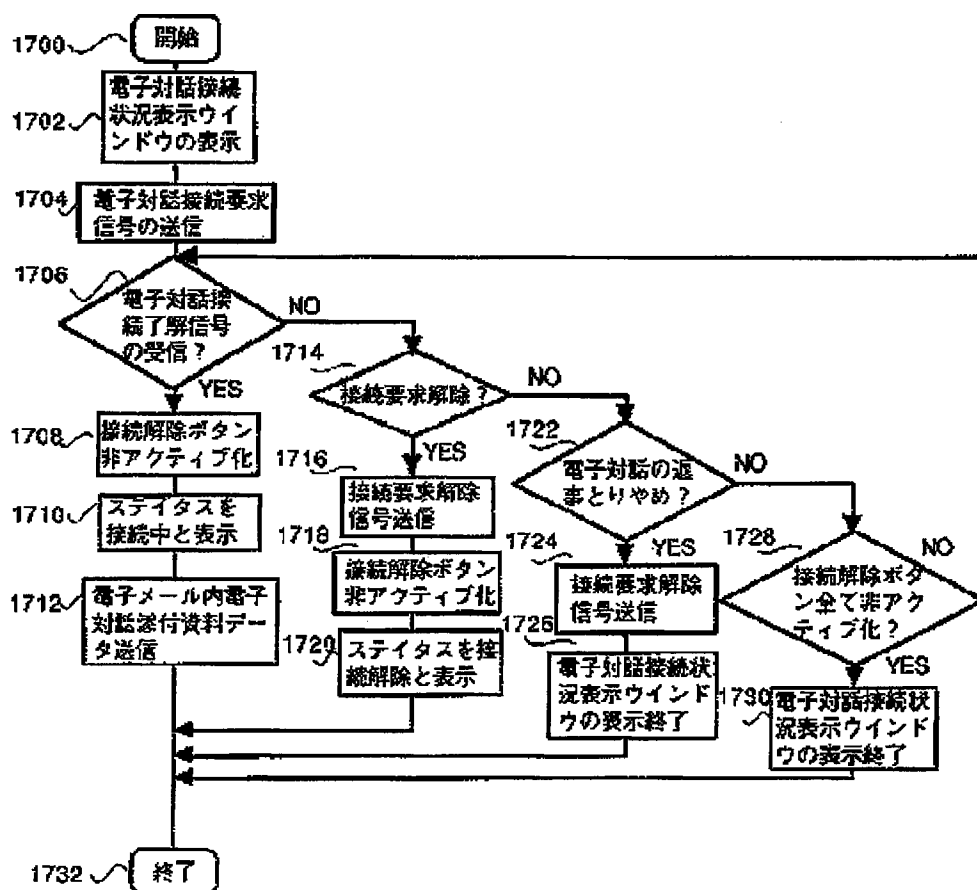 1700
開始
1702
電子対話接続
状況表示ウイ
ンドウの表示
1704
電子対話接続要求
信号の送信
1706
電子対話接
続了解信号
の受信？
NO
YES
1708
接続解除ボタン
非アクティブ化
1710
ステイタスを
接続中と表示
1712
電子メール内電子
対話添付資料デー
タ送信
1714
接続要求解除？
NO
YES
1716
接続要求解除
信号送信
1718
接続解除ボタン
非アクティブ化
1720
ステイタスを接
続解除と表示
1722
電子対話の返
事とりやめ？
NO
YES
1724
接続要求解除
信号送信
1726
電子対話接続状
況表示ウインド
ウの表示終了
1728
接続解除ボタ
ン全て非アク
ティブ化？
NO
YES
1730
電子対話接続状
況表示ウインド
ウの表示終了
1732
終了